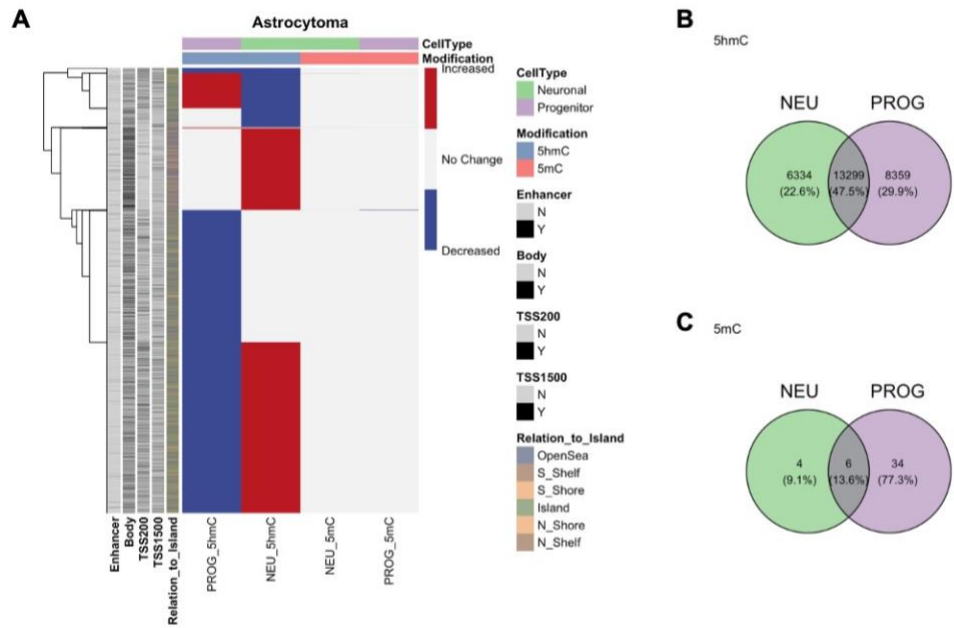 A
Astrocytoma
CellType
Modification
Increased
No Change
Decreased
Enhancer
Body
TSS200
TSS1500
Relation_to_Island
PROG_5hmC
NEU_5hmC
NEU_5mC
PROG_5mC
CellType
Neuronal
Progenitor
Modification
5hmC
5mC
Enhancer
N
Y
Body
N
Y
TSS200
N
Y
TSS1500
N
Y
Relation_to_Island
OpenSea
S_Shelf
S_Shore
Island
N_Shore
N_Shelf
B
5hmC
NEU PROG
6334 13299 8359
(22.6%) (47.5%) (29.9%)
C
5mC
NEU PROG
4 6 34
(9.1%) (13.6%) (77.3%)